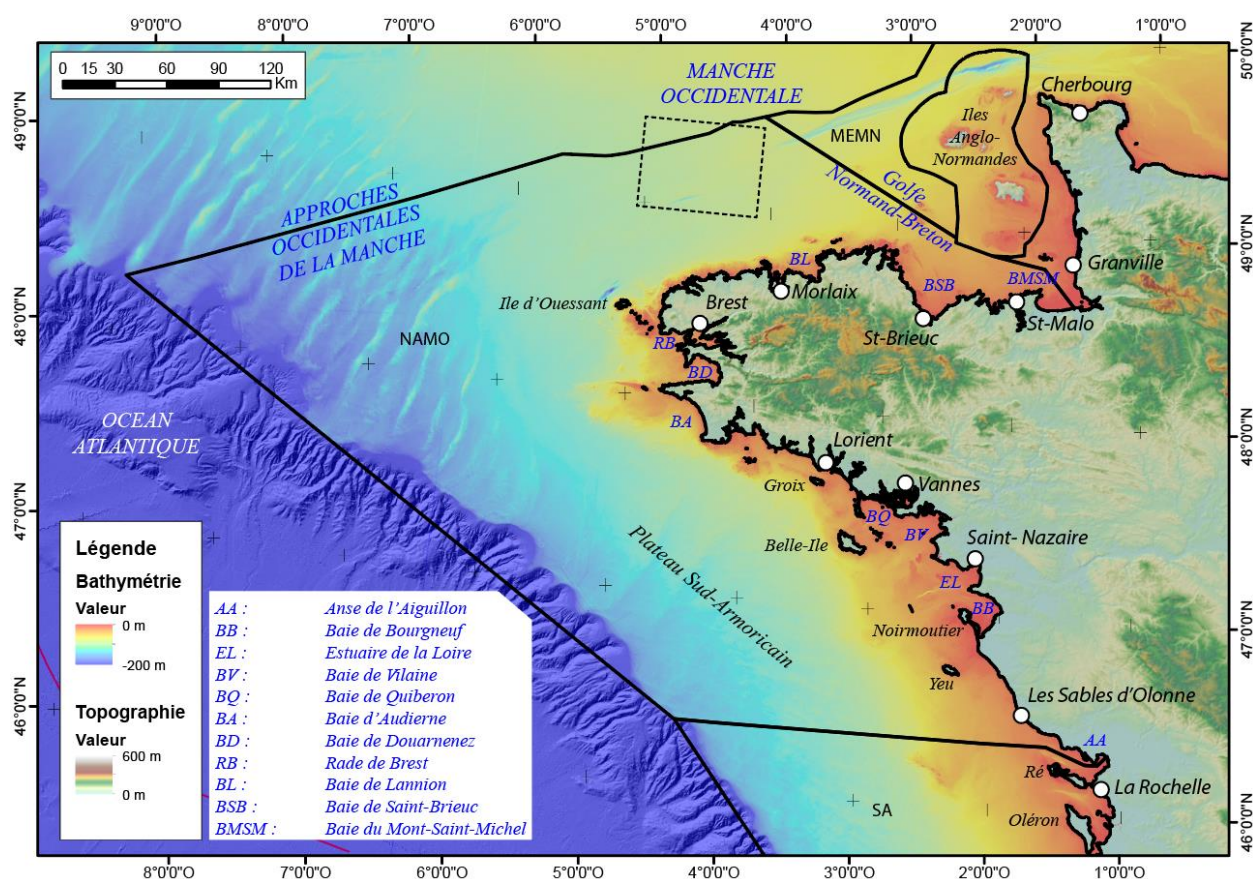 9°0'0"O 8°0'0"O 7°0'0"O 6°0'0"O 5°0'0"O 4°0'0"O 3°0'0"O 2°0'0"O 1°0'0"O
0 15 30 60 90 120
Km
50°0'0"N
49°0'0"N
48°0'0"N
47°0'0"N
46°0'0"N
49°0'0"N
48°0'0"N
47°0'0"N
46°0'0"N
MANCHE
OCCIDENTALE
Cherbourg
MEMN
Iles
Anglo-
Normandes
Golfe
Normand-Breton
APPROCHES
OCCIDENTALES
DE LA MANCHE
Granville
BL
BSB
BMSM
Ile d'Ouessant
Brest
Morlaix
St-Malo
St-Brieuc
NAMO
RB
BD
BA
OCEAN
ATLANTIQUE
Lorient
Groix
Vannes
BQ
BV
Belle-Ile
Saint- Nazaire
EL
BB
Plateau Sud-Armoricain
Noirmoutier
Yeu
Les Sables d'Olonne
AA
Ré
La Rochelle
SA
Oléron
Légende
Bathymétrie
Valeur
0 m
-200 m
Topographie
Valeur
600 m
0 m
AA : Anse de l'Aiguillon
BB : Baie de Bourgneuf
EL : Estuaire de la Loire
BV : Baie de Vilaine
BQ : Baie de Quiberon
BA : Baie d'Audierne
BD : Baie de Douarnenez
RB : Rade de Brest
BL : Baie de Lannion
BSB : Baie de Saint-Brieuc
BMSM : Baie du Mont-Saint-Michel
8°0'0"O 7°0'0"O 6°0'0"O 5°0'0"O 4°0'0"O 3°0'0"O 2°0'0"O 1°0'0"O